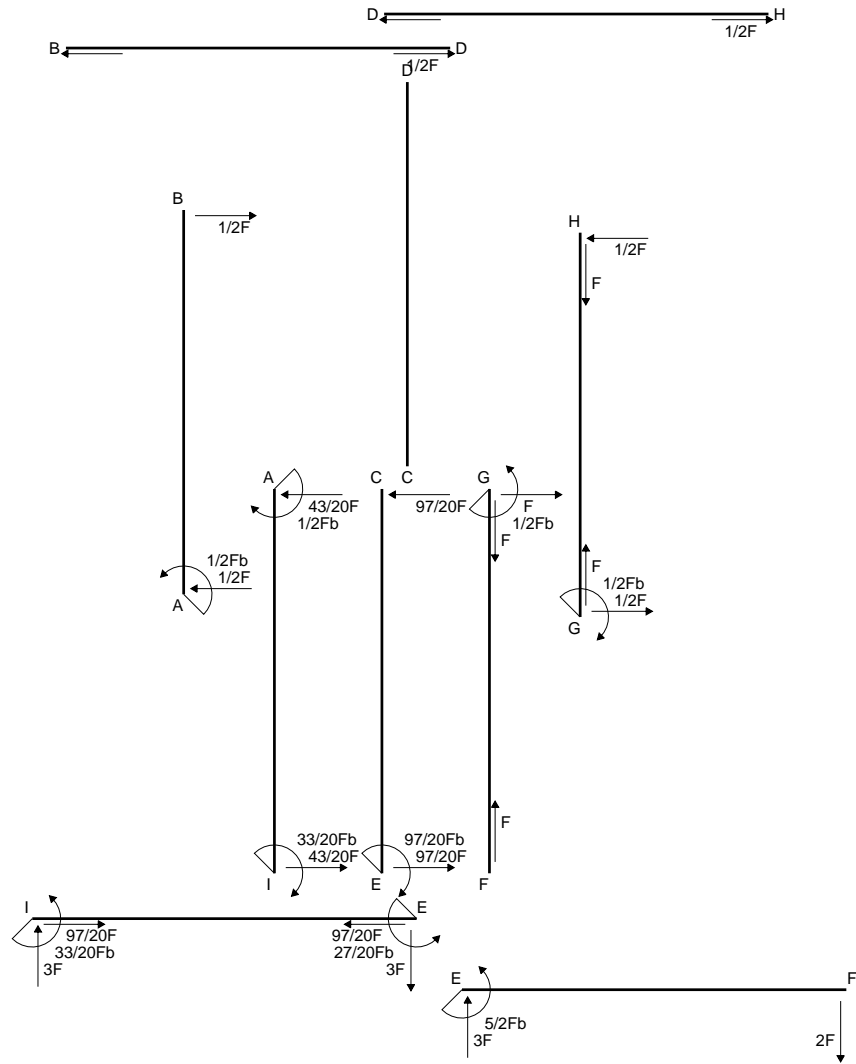 D H
1/2F
B D
1/2F
D
B
1/2F
H
1/2F
F
A C C G
43/20F 97/20F F
1/2Fb 1/2Fb
F
F
1/2Fb 1/2Fb
1/2F 1/2F
A G
F
33/20Fb 97/20Fb
43/20F 97/20F
I E F
I E
97/20F 97/20F
33/20Fb 27/20Fb
3F 3F
E F
5/2Fb
3F 2F